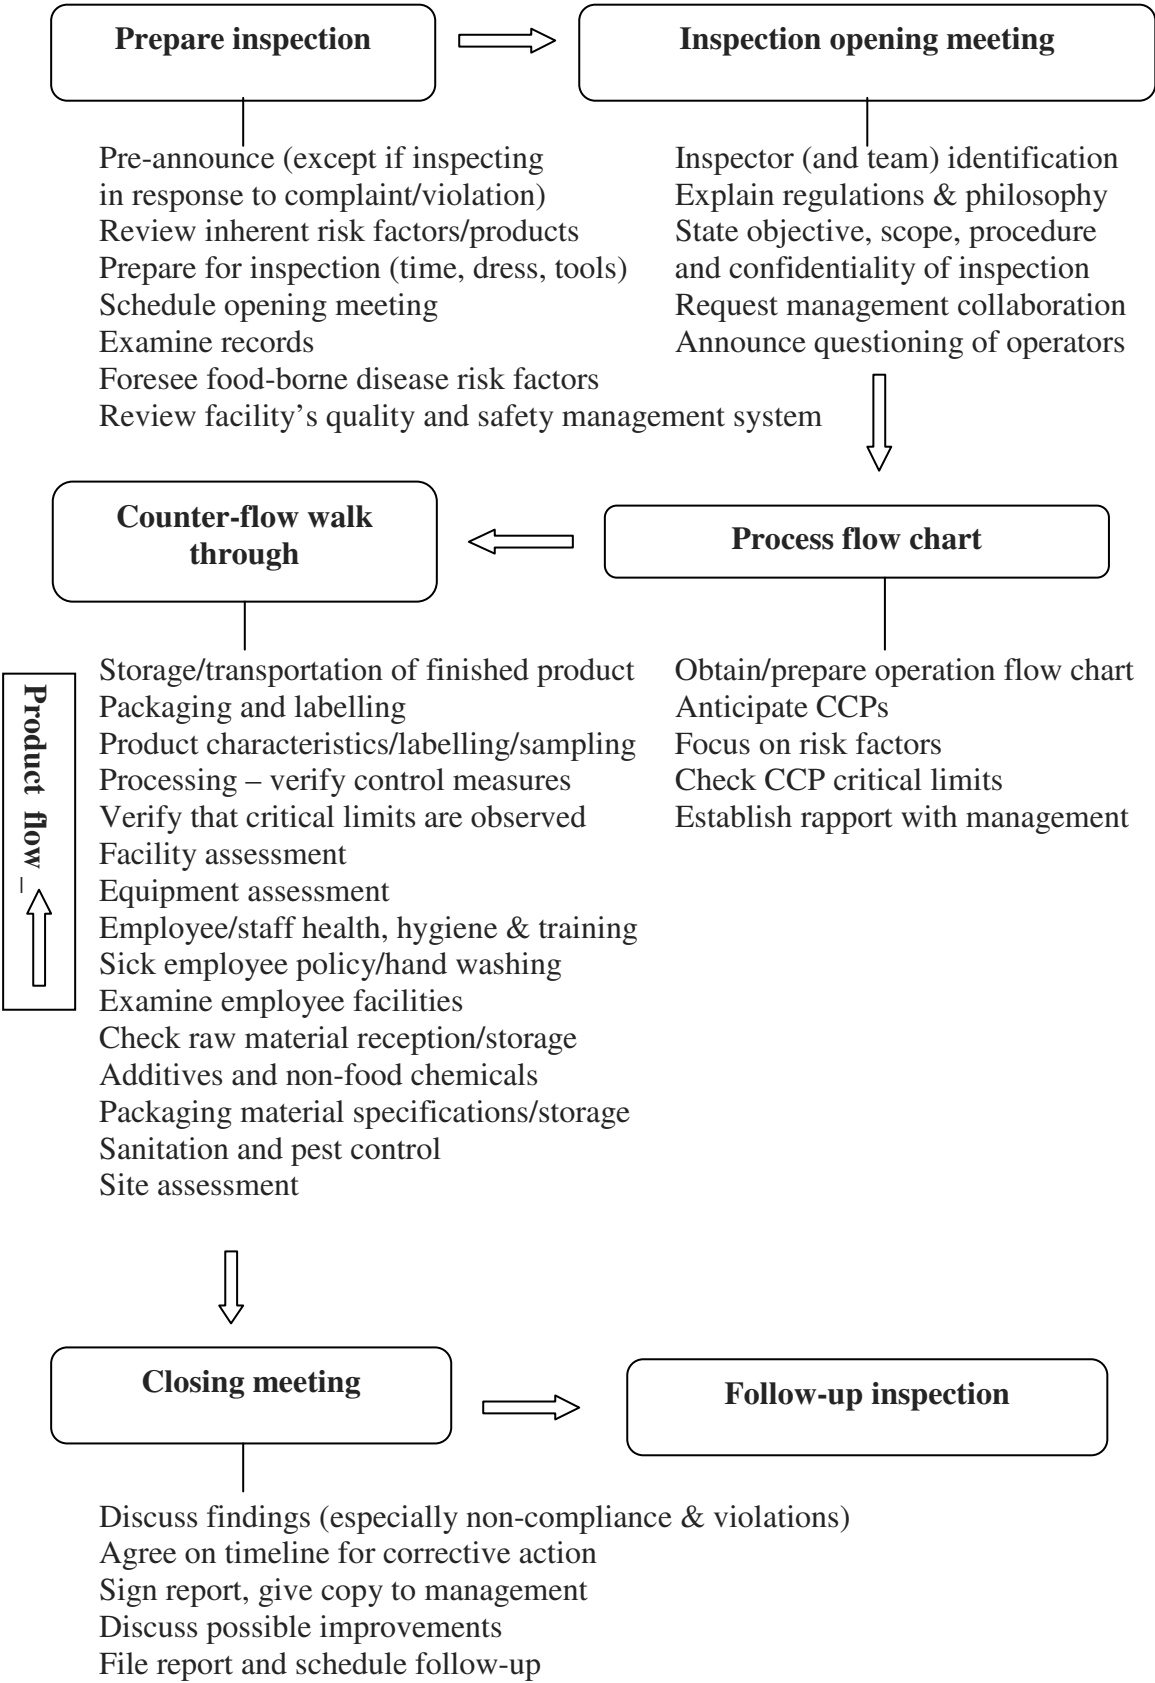 Prepare inspection
Pre-announce (except if inspecting
in response to complaint/violation)
Review inherent risk factors/products
Prepare for inspection (time, dress, tools)
Schedule opening meeting
Examine records
Foresee food-borne disease risk factors
Review facility’s quality and safety management system
Inspection opening meeting
Inspector (and team) identification
Explain regulations & philosophy
State objective, scope, procedure
and confidentiality of inspection
Request management collaboration
Announce questioning of operators
Process flow chart
Obtain/prepare operation flow chart
Anticipate CCPs
Focus on risk factors
Check CCP critical limits
Establish rapport with management
Counter-flow walk
through
Product flow _
Storage/transportation of finished product
Packaging and labelling
Product characteristics/labelling/sampling
Processing – verify control measures
Verify that critical limits are observed
Facility assessment
Equipment assessment
Employee/staff health, hygiene & training
Sick employee policy/hand washing
Examine employee facilities
Check raw material reception/storage
Additives and non-food chemicals
Packaging material specifications/storage
Sanitation and pest control
Site assessment
Closing meeting
Discuss findings (especially non-compliance & violations)
Agree on timeline for corrective action
Sign report, give copy to management
Discuss possible improvements
File report and schedule follow-up
Follow-up inspection